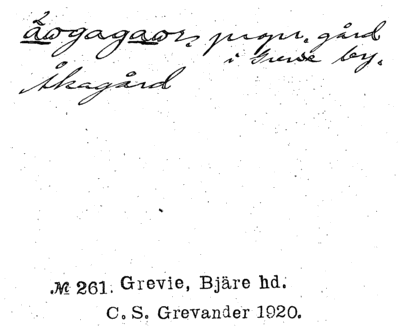 åogagaor, propr. gård
i Grevie by.
Åkagård
№ 261. Grevie, Bjäre hd.
C. S. Grevander 1920.